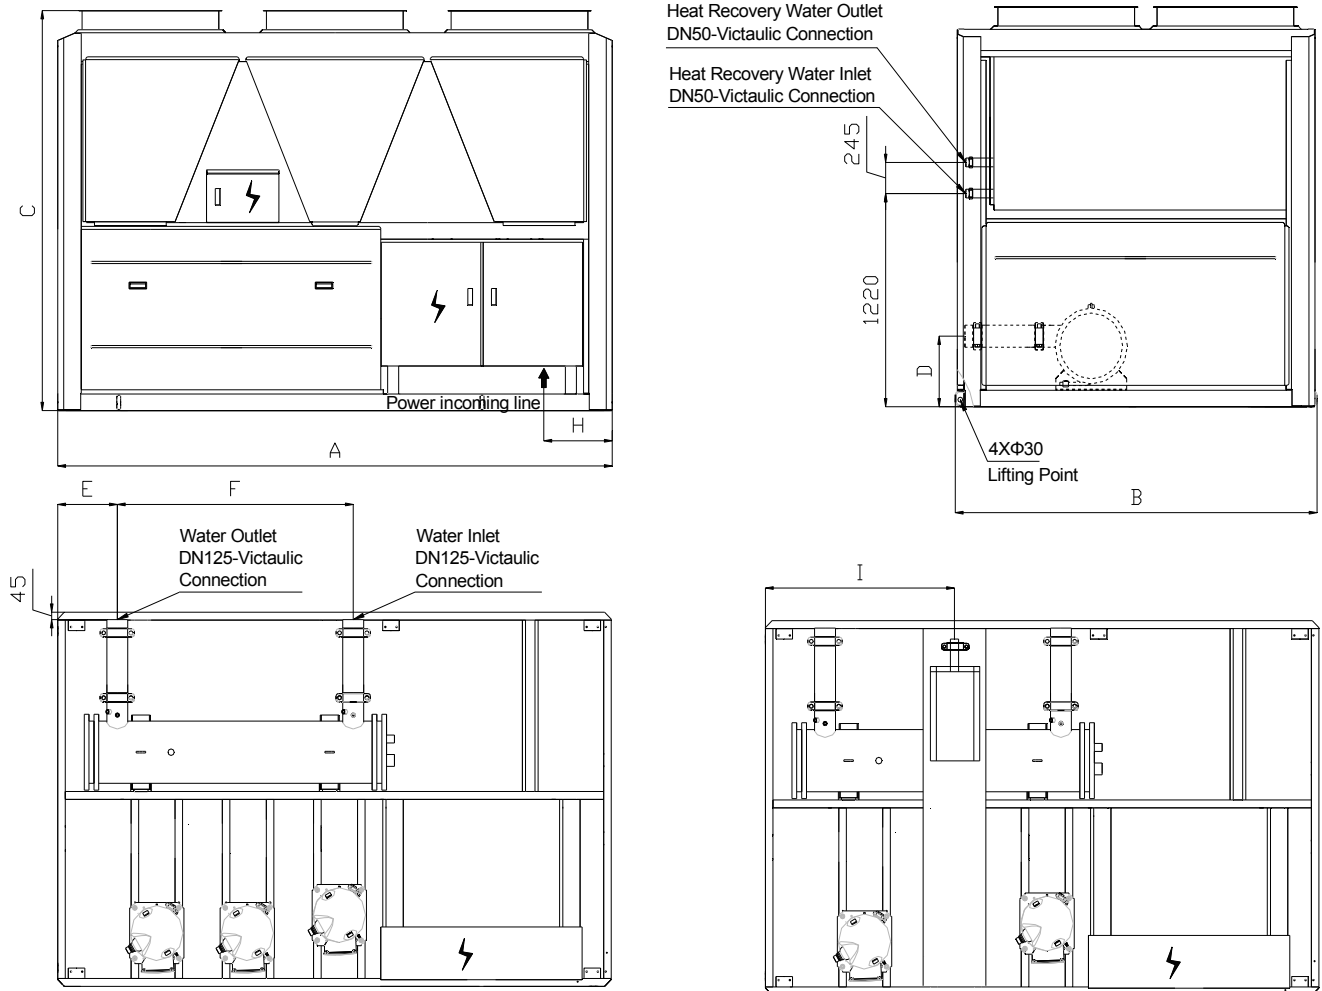 Heat Recovery Water Outlet
DN50-Victaulic Connection
Heat Recovery Water Inlet
DN50-Victaulic Connection
C
245
1220
D
Power incoming line
H
A
4XΦ30
Lifting Point
B
E
F
Water Outlet
DN125-Victaulic
Connection
Water Inlet
DN125-Victaulic
Connection
45
I